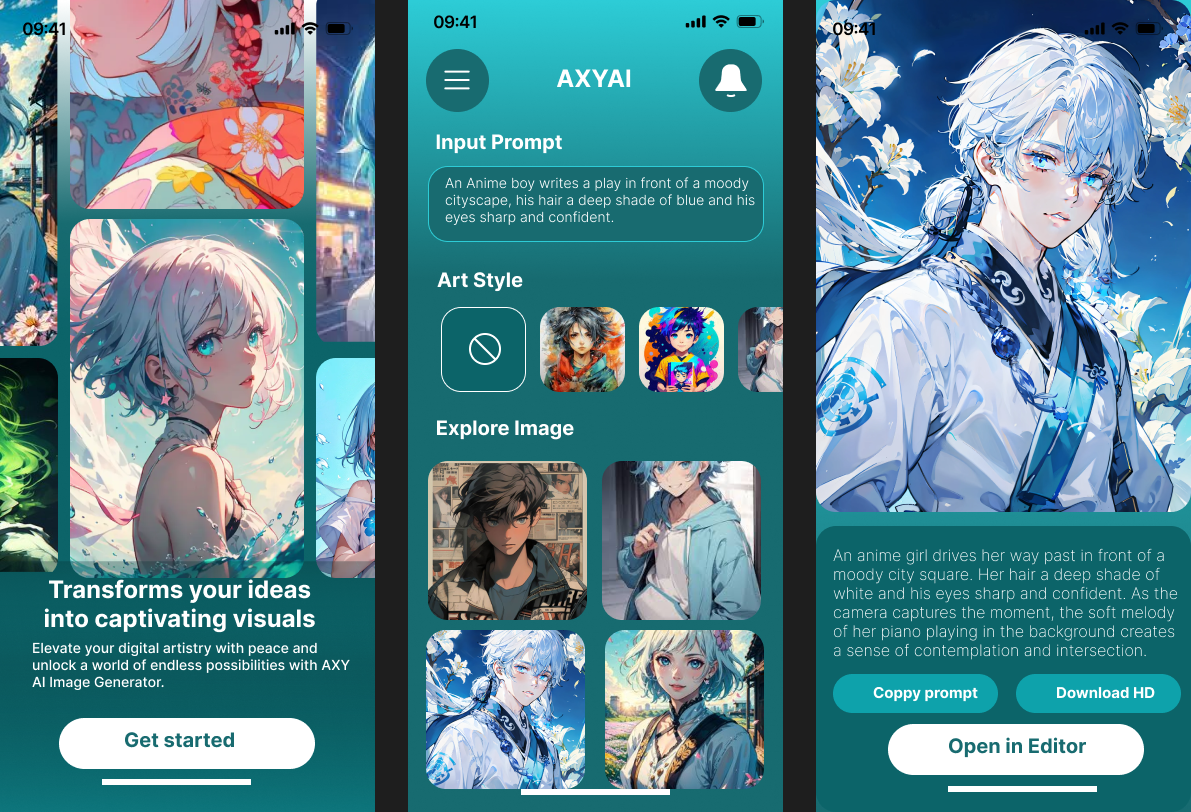 09:41
Transforms your ideas
into captivating visuals
Elevate your digital artistry with peace and
unlock a world of endless possibilities with AXY
AI Image Generator.
Get started
09:41
AXYAI
Input Prompt
An Anime boy writes a play in front of a moody
cityscape, his hair a deep shade of blue and his
eyes sharp and confident.
Art Style
Explore Image
09:41
An anime girl drives her way past in front of a
moody city square. Her hair a deep shade of
white and his eyes sharp and confident. As the
camera captures the moment, the soft melody
of her piano playing in the background creates
a sense of contemplation and intersection.
Coppy prompt
Download HD
Open in Editor